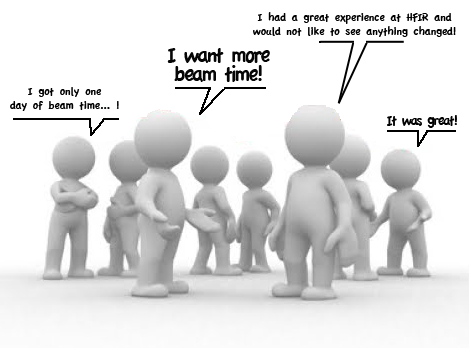 I had a great experience at HFIR and
would not like to see anything changed!
I want more
beam time!
I got only one
day of beam time... !
It was great!